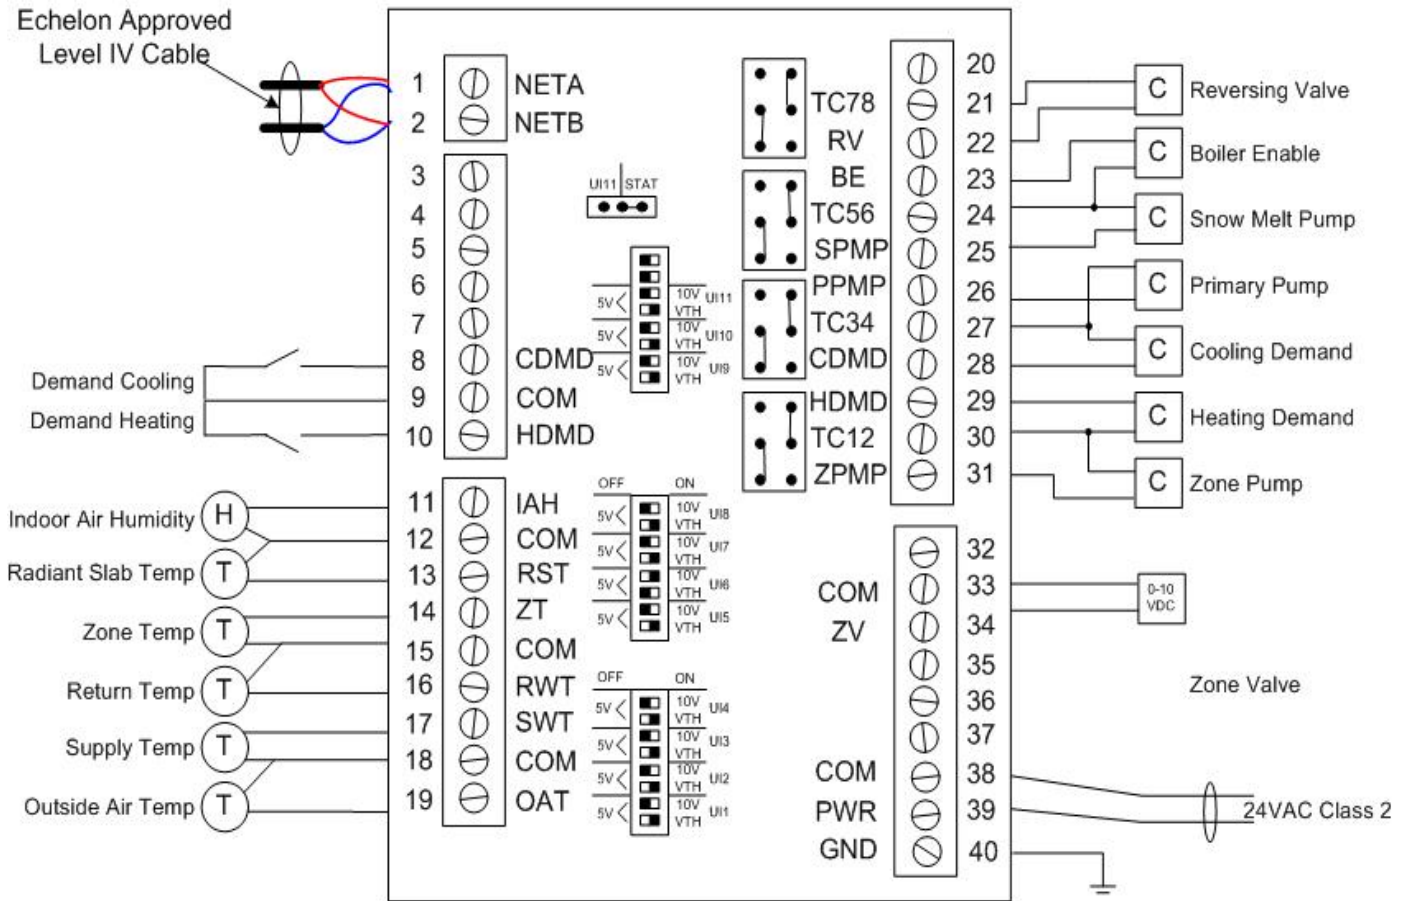 Echelon Approved
Level IV Cable
1 NETA
2 NETB
3
4
5
6
7
8 CDMD
9 COM
10 HDMD
Demand Cooling
Demand Heating
11 IAH
12 COM
13 RST
14 ZT
15 COM
16 RWT
17 SWT
18 COM
19 OAT
Indoor Air Humidity H
Radiant Slab Temp T
Zone Temp T
Return Temp T
Supply Temp T
Outside Air Temp T
UI11 STAT
5V 10V UI11
VTH
5V 10V UI10
VTH
5V 10V UI9
VTH
OFF ON
5V 10V UI8
VTH
5V 10V UI7
VTH
5V 10V UI6
VTH
5V 10V UI5
VTH
OFF ON
5V 10V UI4
VTH
5V 10V UI3
VTH
5V 10V UI2
VTH
5V 10V UI1
VTH
20
TC78 21
RV 22
BE 23
TC56 24
SPMP 25
PPMP 26
TC34 27
CDMD 28
HDMD 29
TC12 30
ZPMP 31
C Reversing Valve
C Boiler Enable
C Snow Melt Pump
C Primary Pump
C Cooling Demand
C Heating Demand
C Zone Pump
32
COM 33
ZV 34
35
36
37
COM 38
PWR 39
GND 40
0-10
VDC
Zone Valve
24VAC Class 2